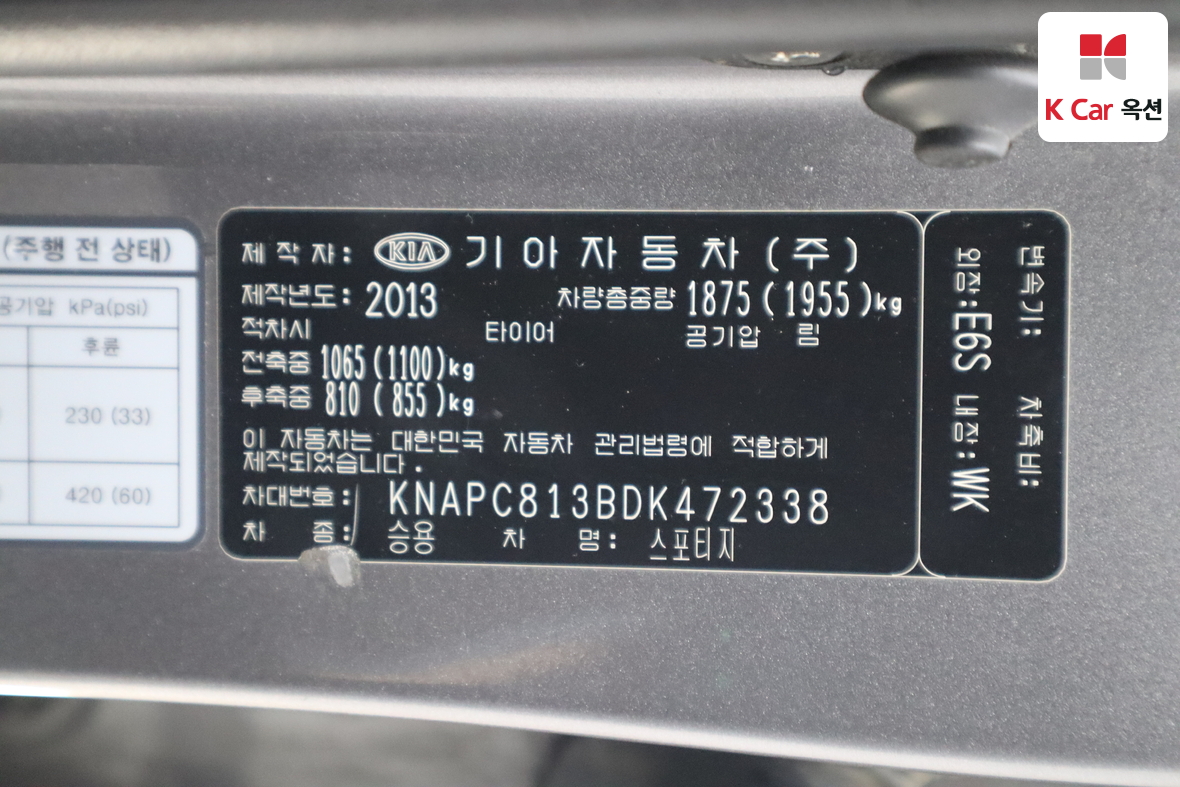 K Car 옥션
(주행 전 상태)
공기압 kPa(psi)
후륜
230 (33)
420 (60)
제 작 자: KIA 기아자동차(주)
제작년도: 2013 차량총중량 1875(1955)kg
적차시 타이어 공기압 림
전축중 1065(1100)kg
후축중 810 (855)kg
이 자동차는 대한민국 자동차 관리법령에 적합하게
제작되었습니다.
차대번호: KNAPC813BDK472338
차 종: 승용 차 명: 스포티지
변속기: 차축비:
외장:E6S 내장:WK